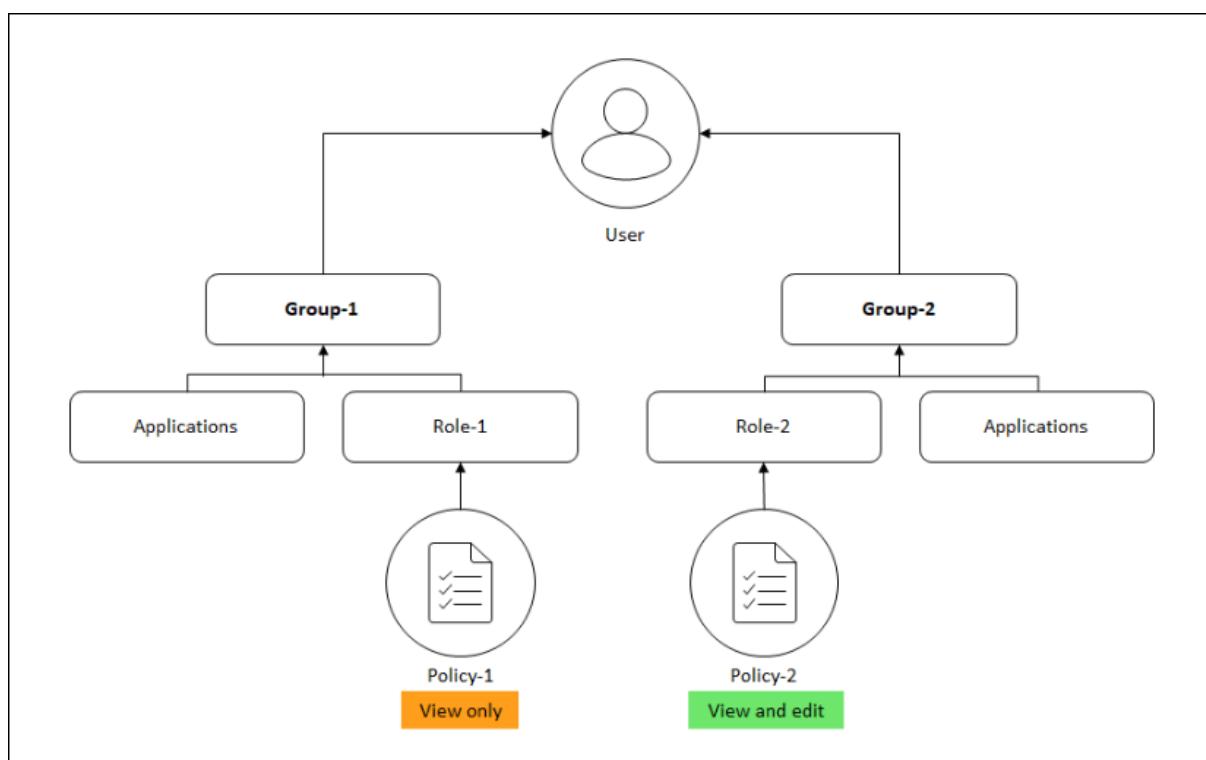 User
Group-1
Group-2
Applications
Role-1
Role-2
Applications
Policy-1
Policy-2
View only
View and edit